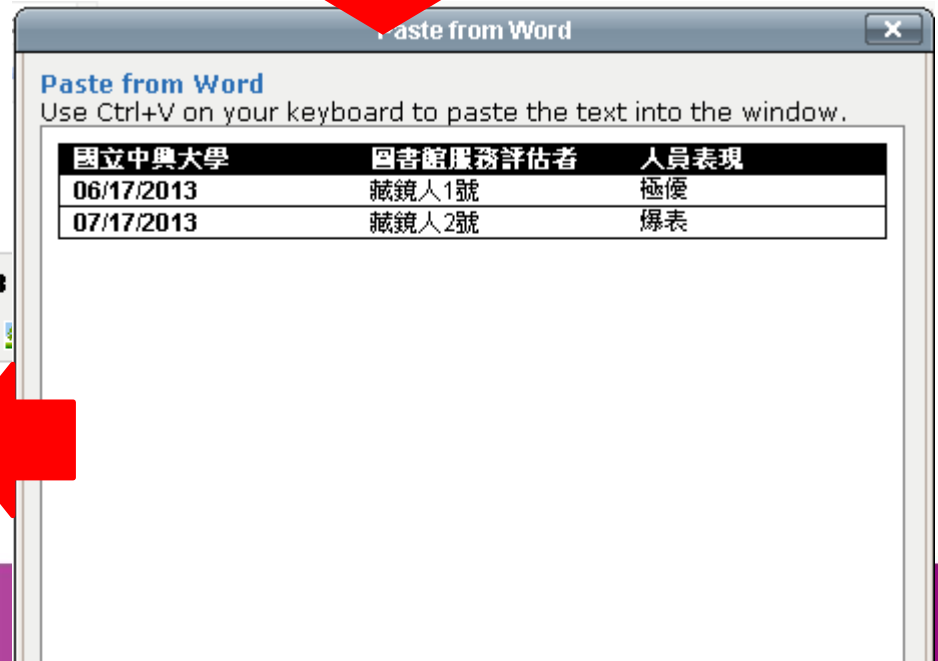 Paste from Word
Paste from Word
Use Ctrl+V on your keyboard to paste the text into the window.
國立中興大學 圖書館服務評估者 人員表現
06/17/2013 藏鏡人1號 極優
07/17/2013 藏鏡人2號 爆表